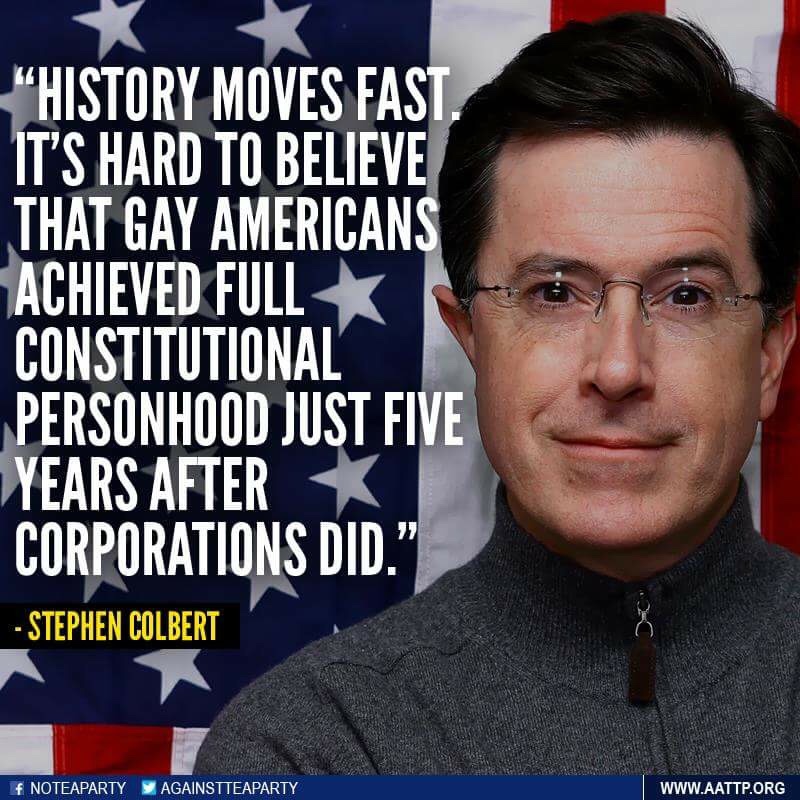 “HISTORY MOVES FAST.
IT’S HARD TO BELIEVE
THAT GAY AMERICANS
ACHIEVED FULL
CONSTITUTIONAL
PERSONHOOD JUST FIVE
YEARS AFTER
CORPORATIONS DID.”
- STEPHEN COLBERT
f NOTEAPARTY AGAINSTTEAPARTY WWW.AATTP.ORG